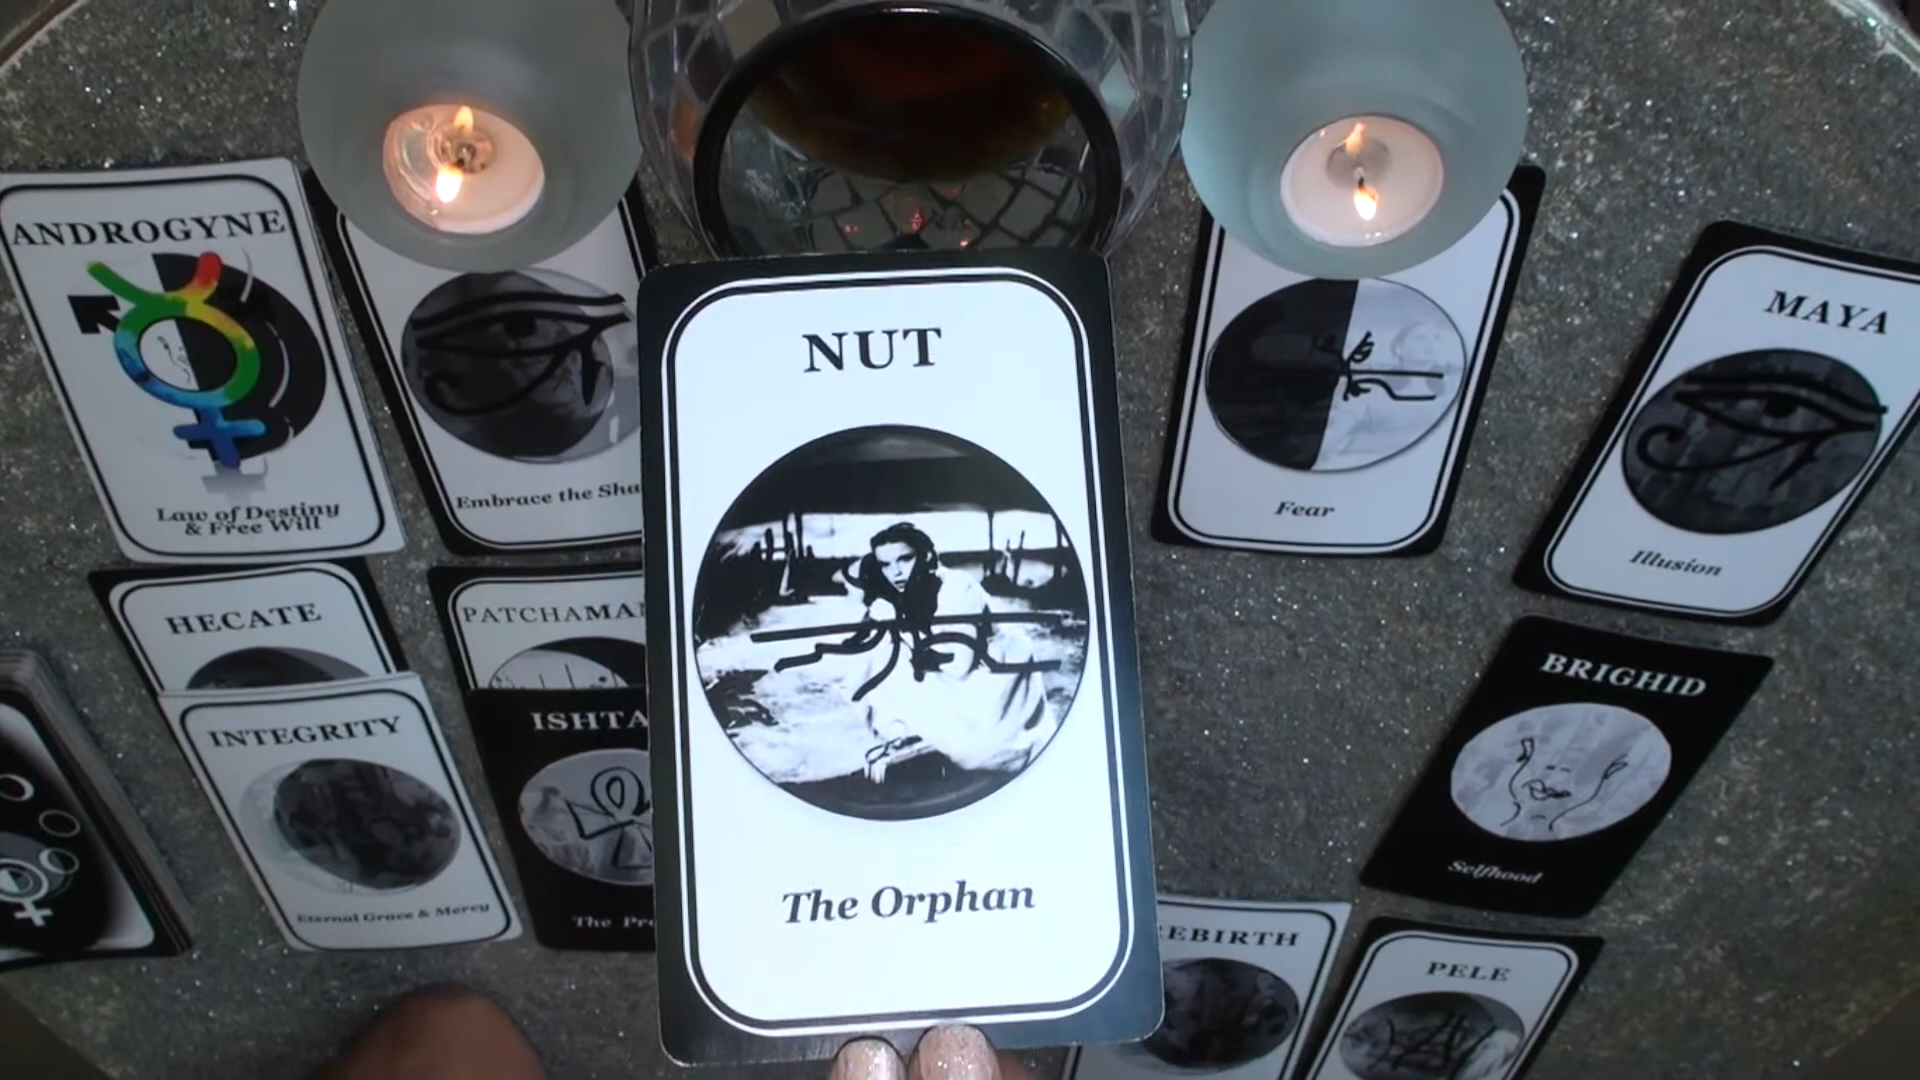 ANDROGYNE
Law of Destiny
& Free Will
Embrace the Sha
NUT
The Orphan
Fear
MAYA
Illusion
HECATE
PATCHAMA
INTEGRITY
Eternal Grace & Mercy
ISHTA
The Pr
BRIGHID
Selfhood
REBIRTH
PELE